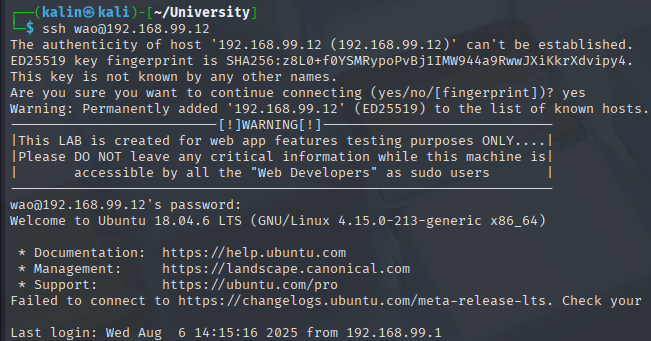 ┌──(kalin㉿kali)-[~/University]
└─$ ssh wao@192.168.99.12
The authenticity of host '192.168.99.12 (192.168.99.12)' can't be established.
ED25519 key fingerprint is SHA256:z8L0+f0YSMRypoPvBj1IMW944a9RwwJXiKkrXdvipy4.
This key is not known by any other names.
Are you sure you want to continue connecting (yes/no/[fingerprint])? yes
Warning: Permanently added '192.168.99.12' (ED25519) to the list of known hosts.
---------------------------[!]WARNING[!]-----------------------------
|This LAB is created for web app features testing purposes ONLY....|
|Please DO NOT leave any critical information while this machine is|
|       accessible by all the "Web Developers" as sudo users       |
--------------------------------------------------------------------
wao@192.168.99.12's password:
Welcome to Ubuntu 18.04.6 LTS (GNU/Linux 4.15.0-213-generic x86_64)
* Documentation:  https://help.ubuntu.com
* Management:     https://landscape.canonical.com
* Support:        https://ubuntu.com/pro
Failed to connect to https://changelogs.ubuntu.com/meta-release-lts. Check your
Last login: Wed Aug  6 14:15:16 2025 from 192.168.99.1